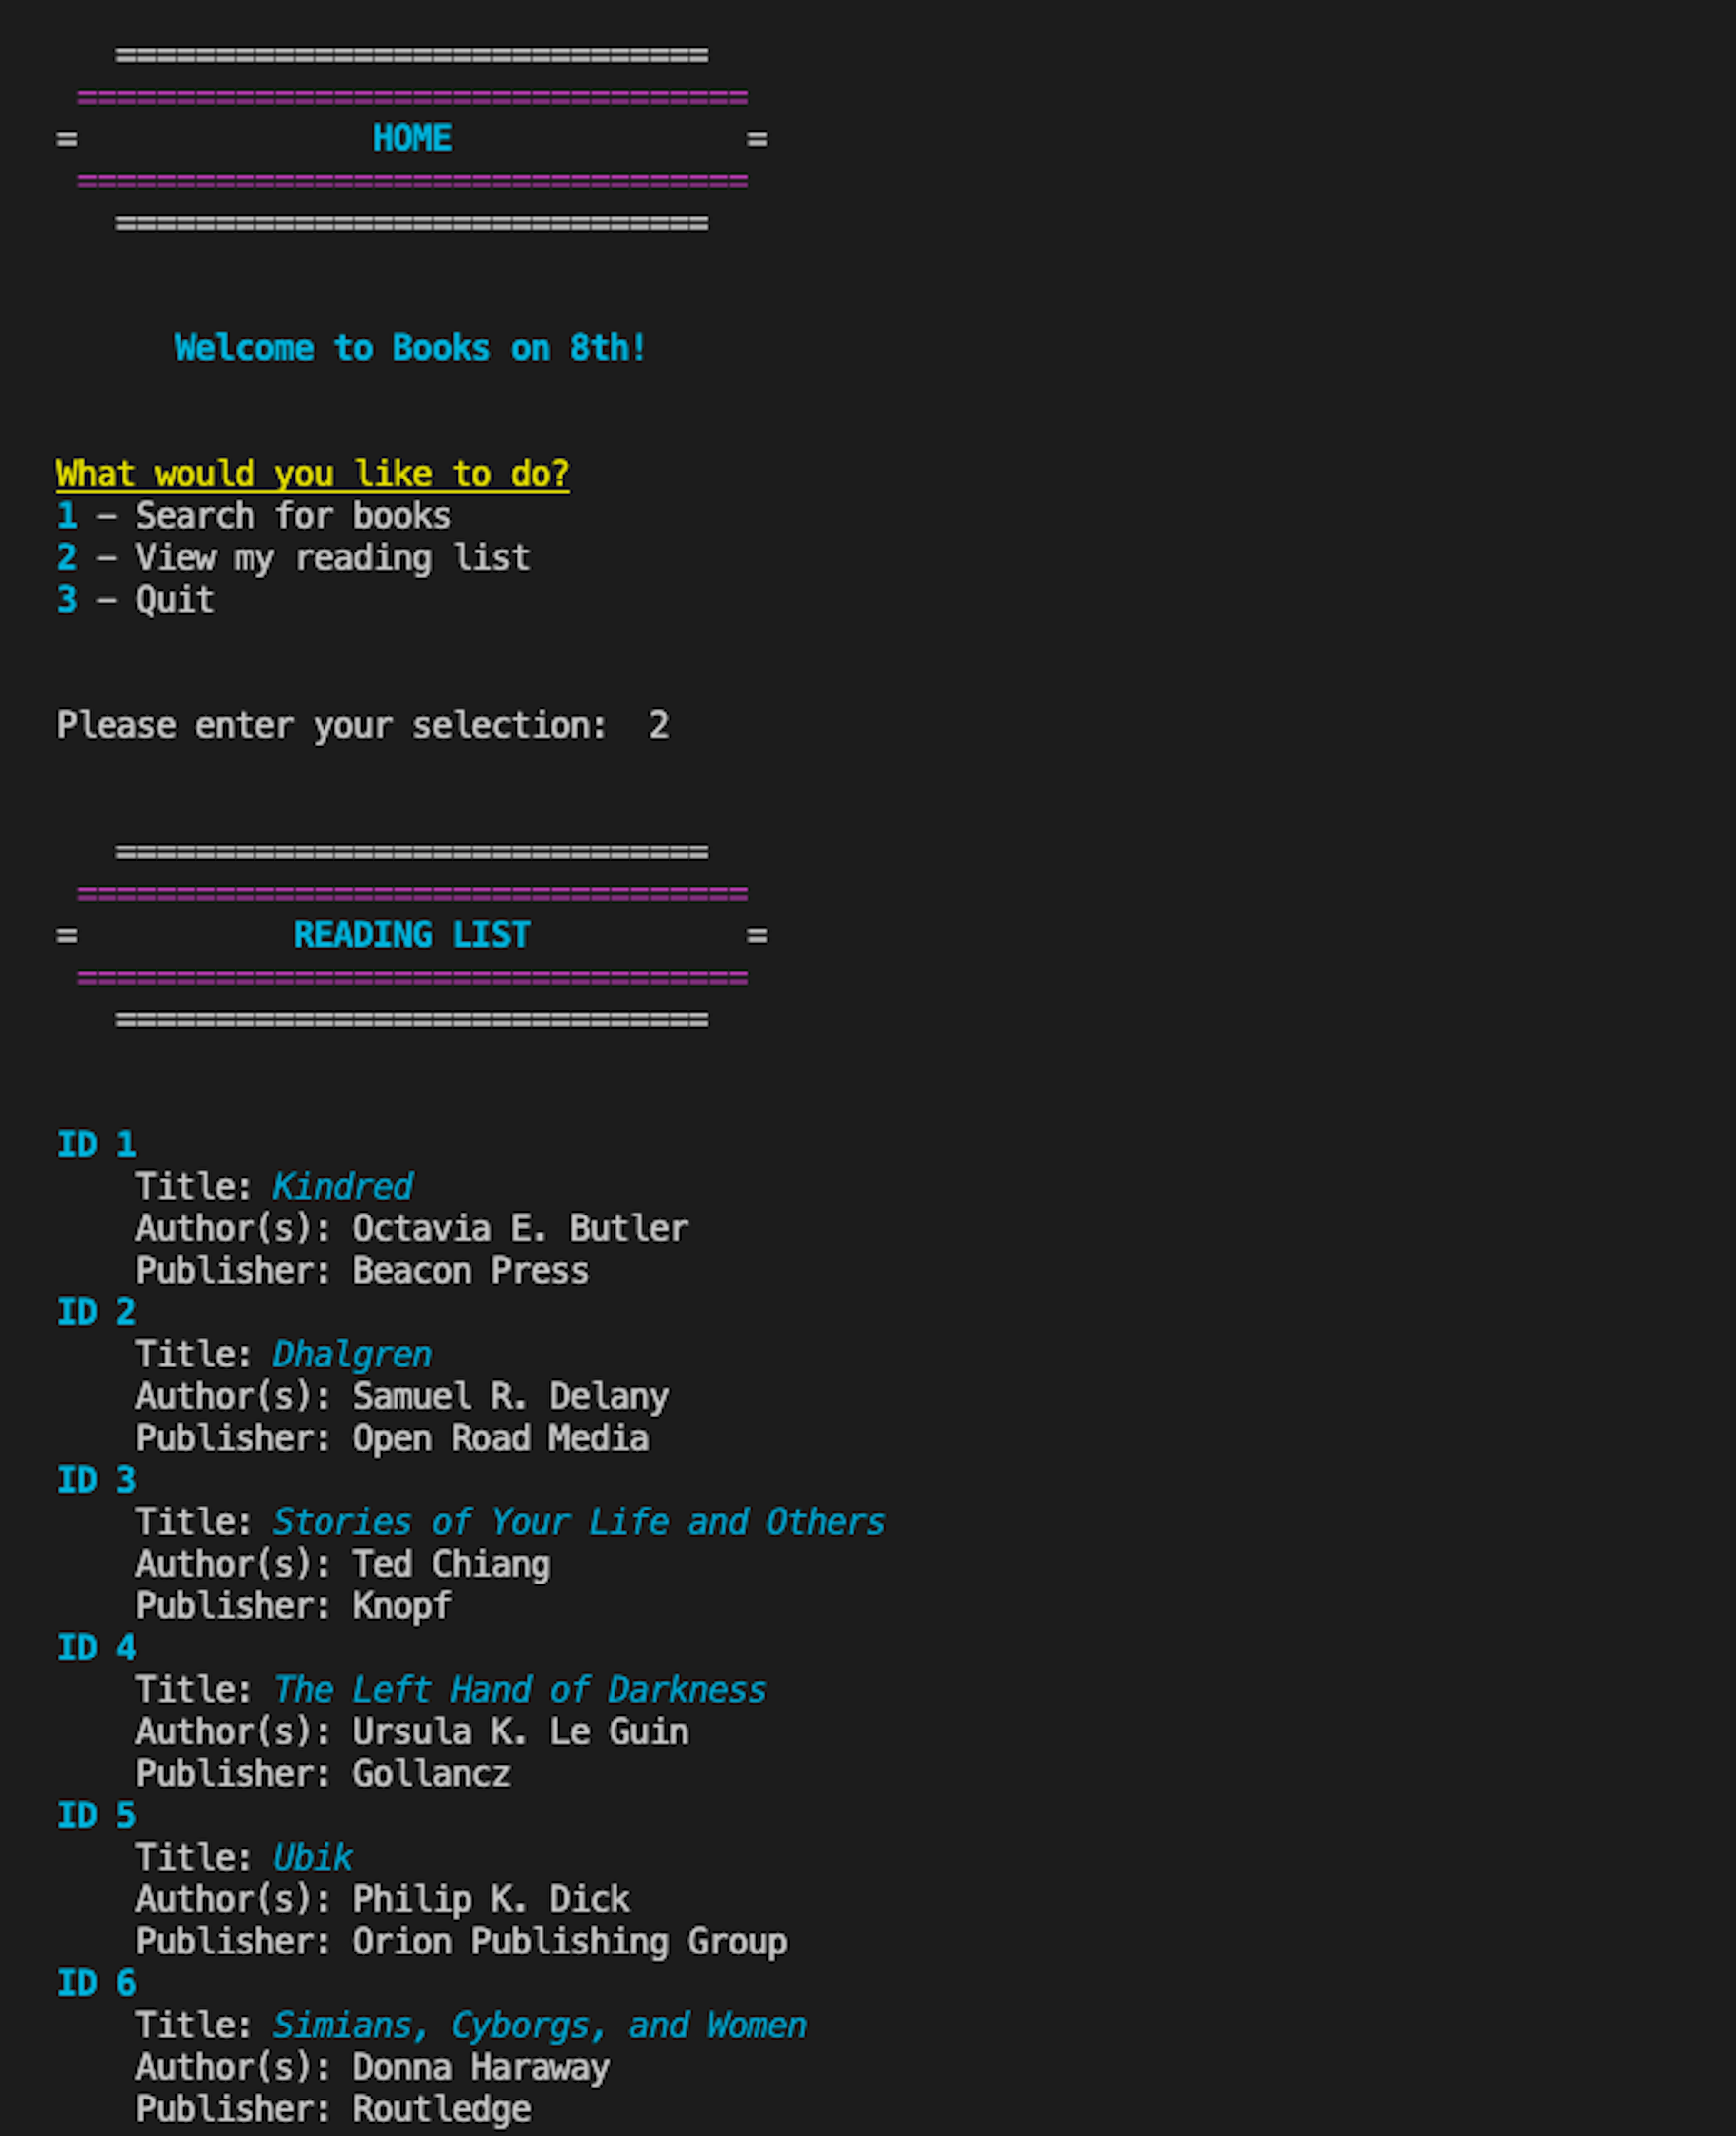 ==============================
==================================
= HOME =
==================================
==============================
Welcome to Books on 8th!
What would you like to do?
1 – Search for books
2 – View my reading list
3 – Quit
Please enter your selection:  2
==============================
==================================
= READING LIST =
==================================
==============================
ID 1
Title: Kindred
Author(s): Octavia E. Butler
Publisher: Beacon Press
ID 2
Title: Dhalgren
Author(s): Samuel R. Delany
Publisher: Open Road Media
ID 3
Title: Stories of Your Life and Others
Author(s): Ted Chiang
Publisher: Knopf
ID 4
Title: The Left Hand of Darkness
Author(s): Ursula K. Le Guin
Publisher: Gollancz
ID 5
Title: Ubik
Author(s): Philip K. Dick
Publisher: Orion Publishing Group
ID 6
Title: Simians, Cyborgs, and Women
Author(s): Donna Haraway
Publisher: Routledge